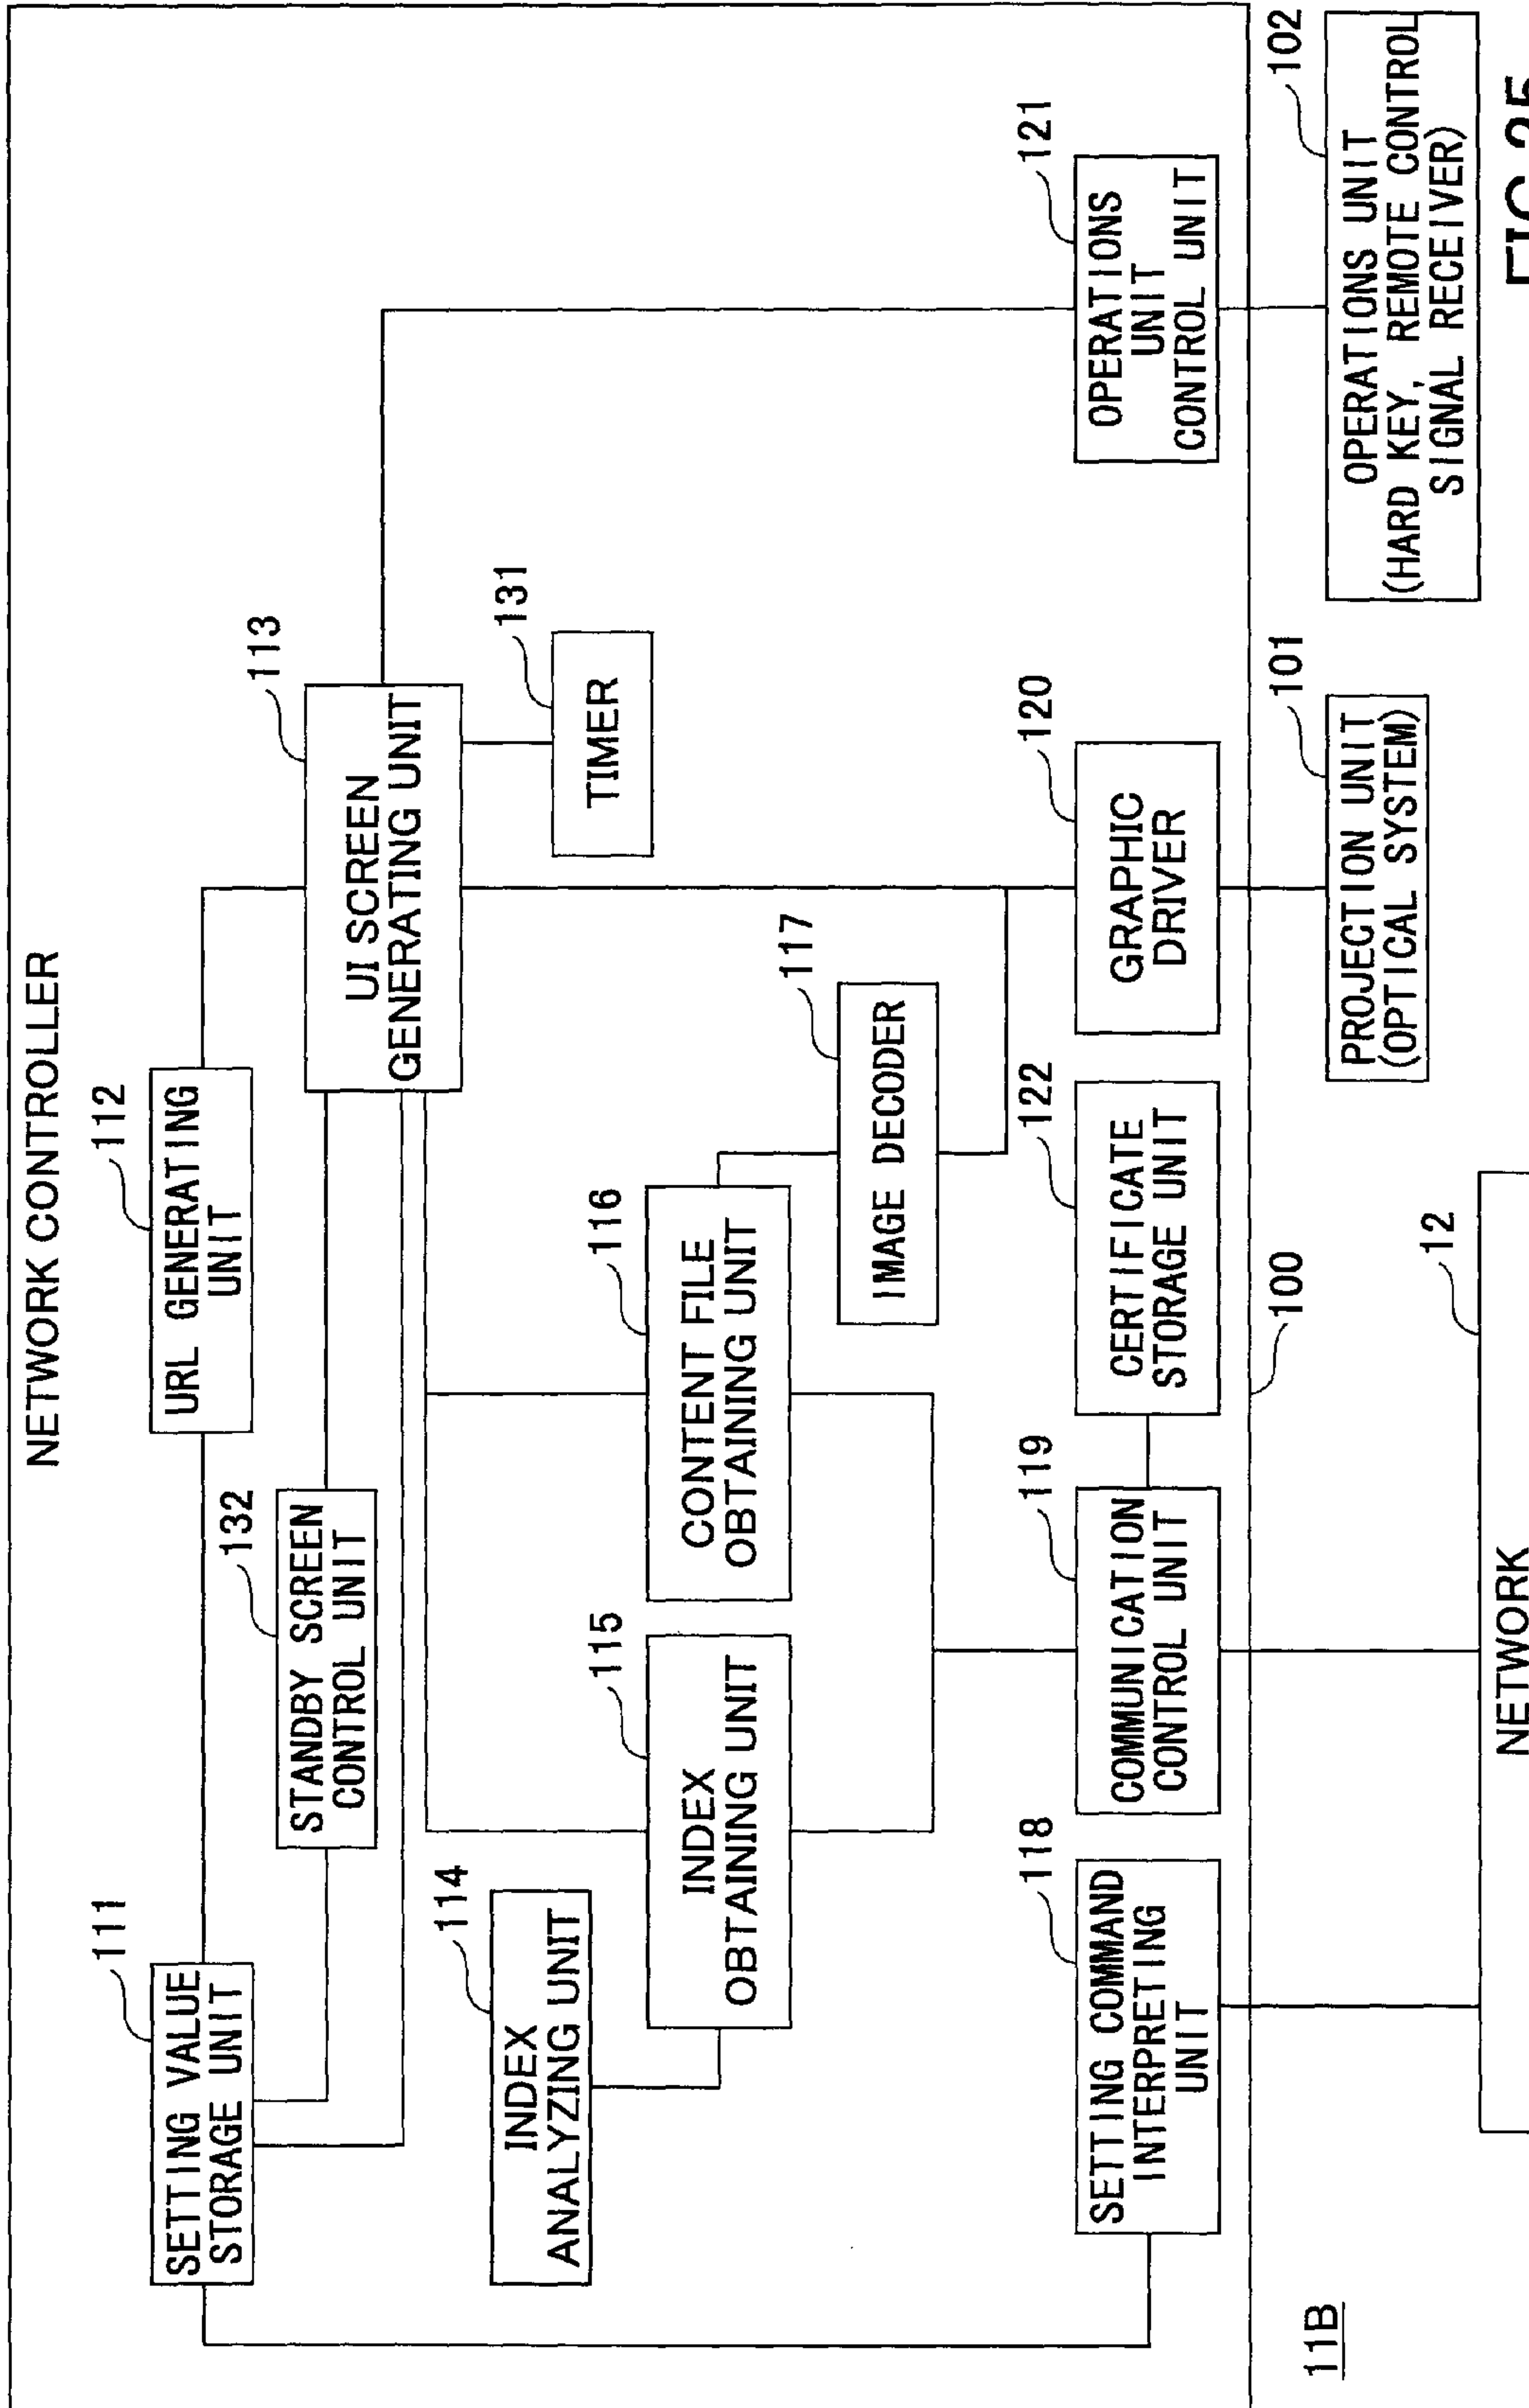 NETWORK CONTROLLER
111
SETTING VALUE
STORAGE UNIT
112
URL GENERATING
UNIT
132
STANDBY SCREEN
CONTROL UNIT
113
UI SCREEN
GENERATING UNIT
131
TIMER
114
INDEX
ANALYZING UNIT
115
INDEX
OBTAINING UNIT
116
CONTENT FILE
OBTAINING UNIT
117
IMAGE DECODER
118
SETTING COMMAND
INTERPRETING
UNIT
119
COMMUNICATION
CONTROL UNIT
122
CERTIFICATE
STORAGE UNIT
120
GRAPHIC
DRIVER
121
OPERATIONS
UNIT
CONTROL UNIT
11B
100
12
NETWORK
101
PROJECTION UNIT
(OPTICAL SYSTEM)
102
OPERATIONS UNIT
(HARD KEY, REMOTE CONTROL
SIGNAL RECEIVER)
FIG.25